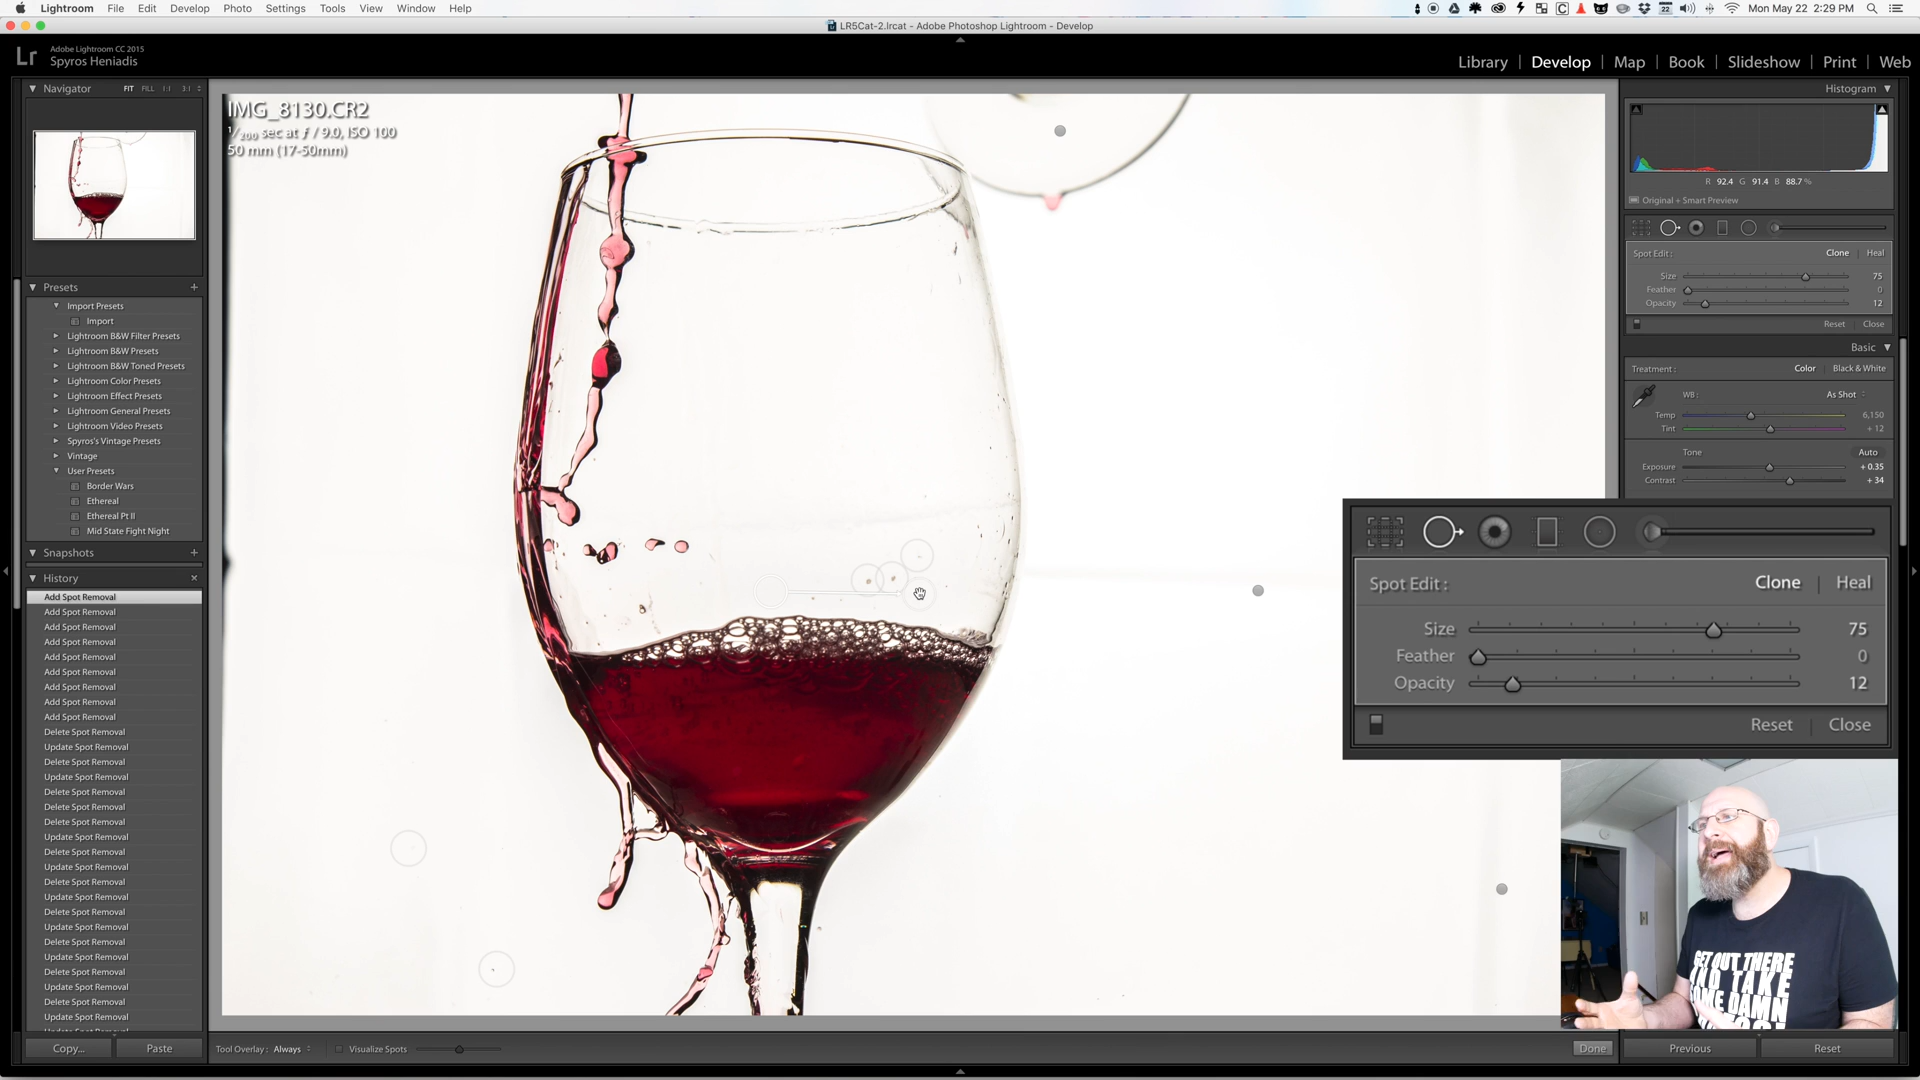 Lightroom File Edit Develop Photo Settings Tools View Window Help
22 Mon May 22 2:29 PM
LR5Cat-2.lrcat - Adobe Photoshop Lightroom - Develop
Lr Adobe Lightroom CC 2015
Spyros Heniadis
Library | Develop | Map | Book | Slideshow | Print | Web
Navigator FIT FILL 1:1 3:1
Presets +
Import Presets
Import
Lightroom B&W Filter Presets
Lightroom B&W Presets
Lightroom B&W Toned Presets
Lightroom Color Presets
Lightroom Effect Presets
Lightroom General Presets
Lightroom Video Presets
Spyros's Vintage Presets
Vintage
User Presets
Border Wars
Ethereal
Ethereal Pt II
Mid State Fight Night
Snapshots +
History ×
Add Spot Removal
Add Spot Removal
Add Spot Removal
Add Spot Removal
Add Spot Removal
Add Spot Removal
Add Spot Removal
Add Spot Removal
Add Spot Removal
Delete Spot Removal
Update Spot Removal
Delete Spot Removal
Update Spot Removal
Delete Spot Removal
Delete Spot Removal
Delete Spot Removal
Update Spot Removal
Delete Spot Removal
Update Spot Removal
Delete Spot Removal
Update Spot Removal
Delete Spot Removal
Update Spot Removal
Delete Spot Removal
Update Spot Removal
Delete Spot Removal
Update Spot Removal
Delete Spot Removal
Update Spot Removal
Copy... Paste
IMG_8130.CR2
1/200 sec at ƒ / 9.0, ISO 100
50 mm (17-50mm)
Tool Overlay : Always Visualize Spots Done
Histogram
R 92.4 G 91.4 B 88.7 %
Original + Smart Preview
Spot Edit : Clone Heal
Size 75
Feather 0
Opacity 12
Reset Close
Basic
Treatment : Color | Black & White
WB : As Shot
Temp 6,150
Tint + 12
Tone Auto
Exposure + 0.35
Contrast + 34
Spot Edit : Clone | Heal
Size 75
Feather 0
Opacity 12
Reset | Close
GET OUT THERE
AND TAKE
SOME DAMN
Previous Reset